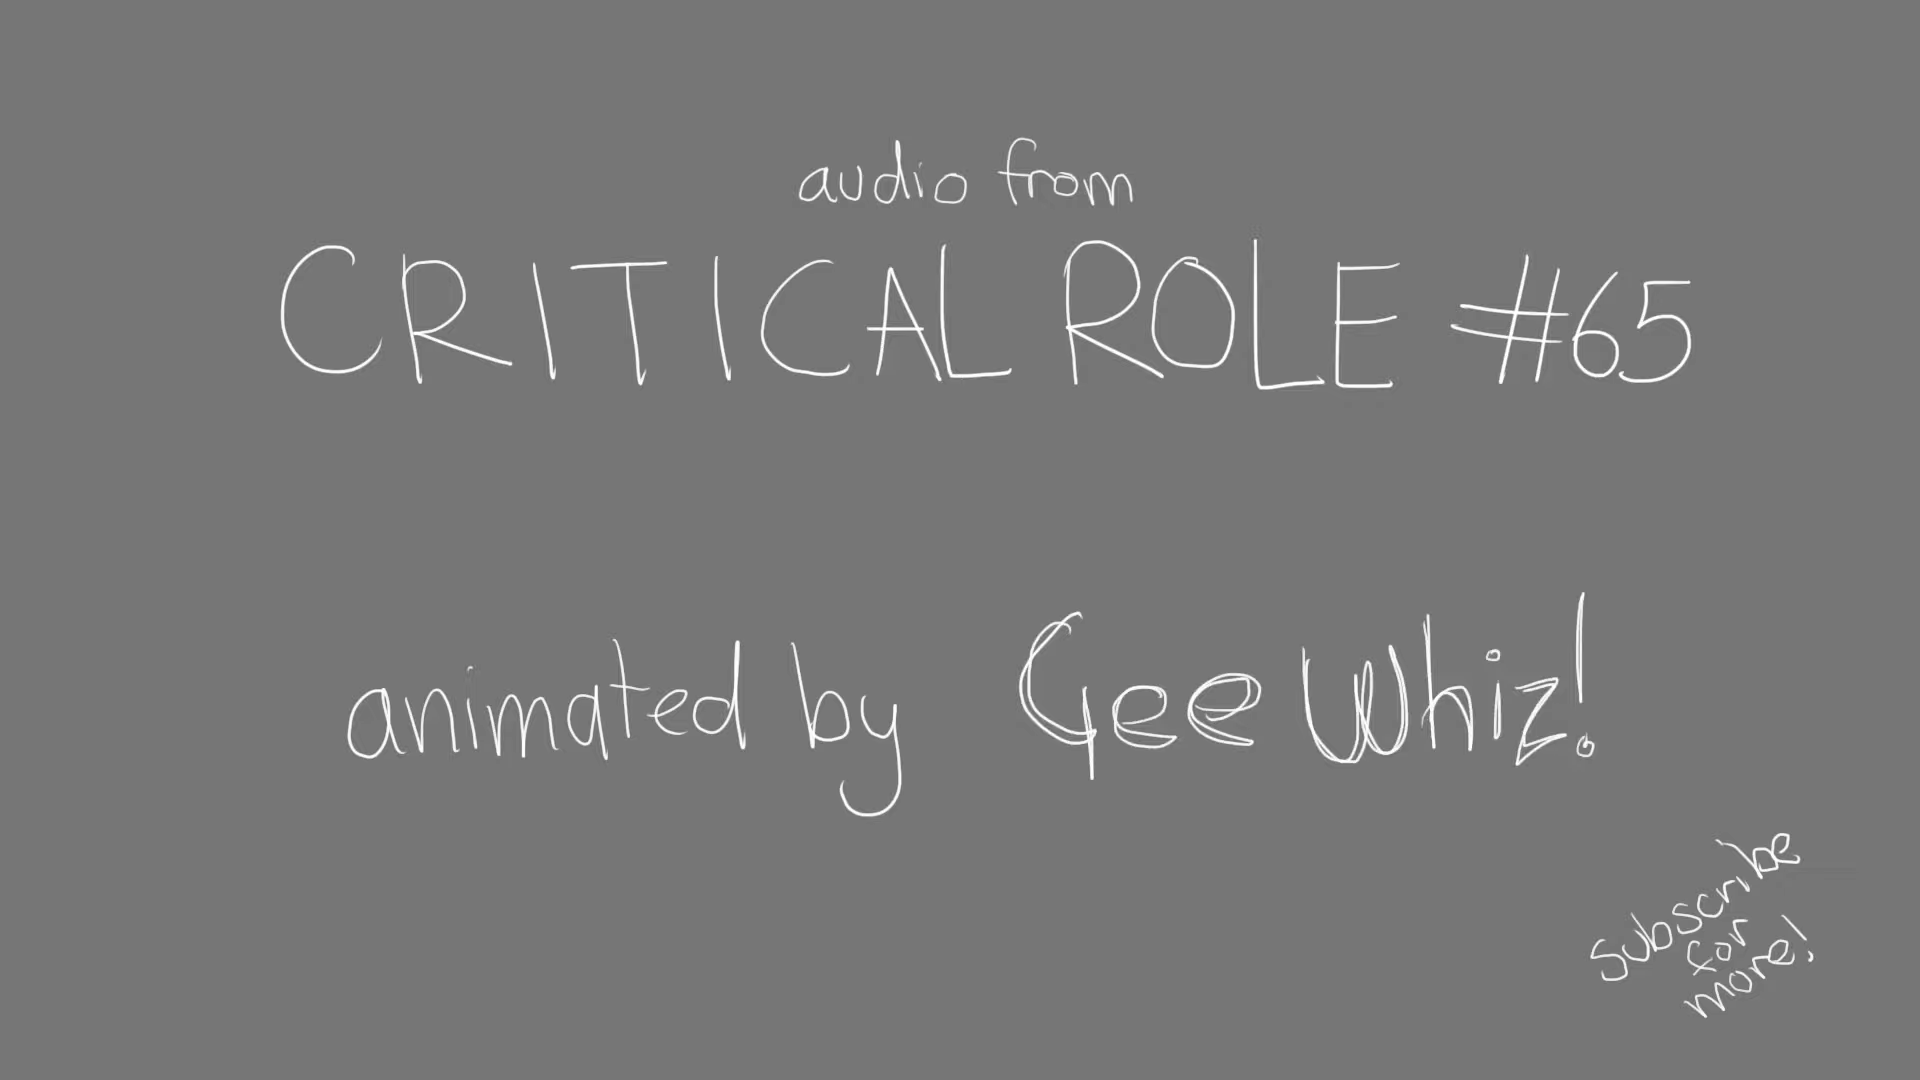 audio from
CRITICAL ROLE #65
animated by Gee Whiz!
subscribe
for
more!